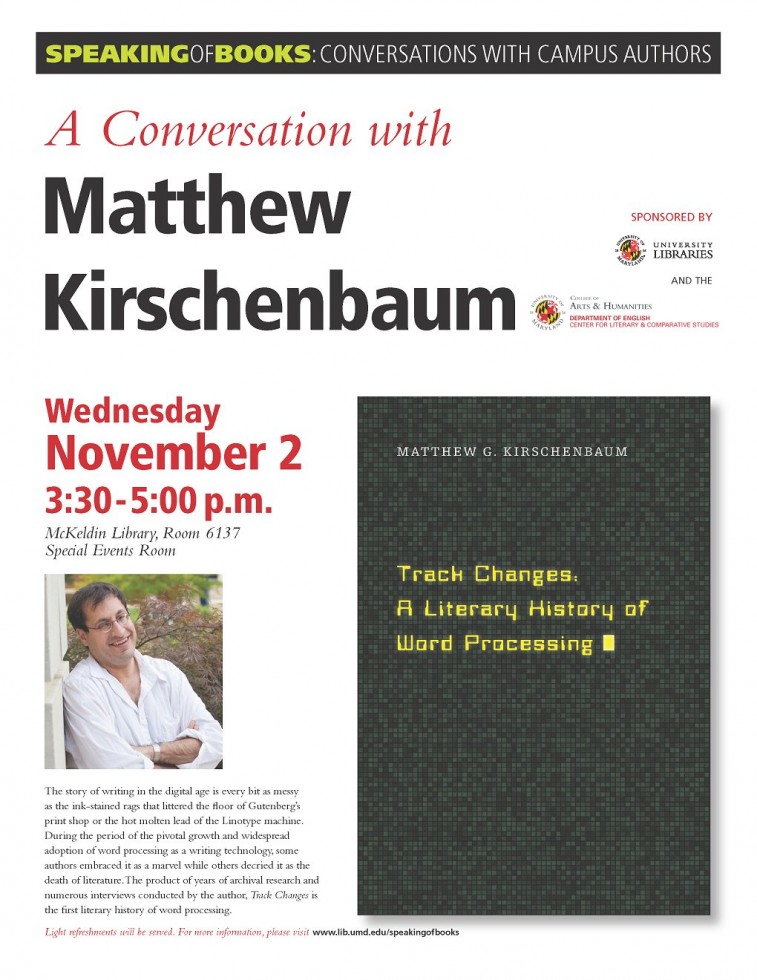 SPEAKINGOFBOOKS: CONVERSATIONS WITH CAMPUS AUTHORS
A Conversation with
Matthew
Kirschenbaum
SPONSORED BY
UNIVERSITY OF MARYLAND
UNIVERSITY
LIBRARIES
AND THE
UNIVERSITY OF MARYLAND
COLLEGE OF
ARTS & HUMANITIES
DEPARTMENT OF ENGLISH
CENTER FOR LITERARY & COMPARATIVE STUDIES
Wednesday
November 2
3:30-5:00 p.m.
McKeldin Library, Room 6137
Special Events Room
MATTHEW G. KIRSCHENBAUM
Track Changes:
A Literary History of
Word Processing
The story of writing in the digital age is every bit as messy
as the ink-stained rags that littered the floor of Gutenberg's
print shop or the hot molten lead of the Linotype machine.
During the period of the pivotal growth and widespread
adoption of word processing as a writing technology, some
authors embraced it as a marvel while others decried it as the
death of literature. The product of years of archival research and
numerous interviews conducted by the author, Track Changes is
the first literary history of word processing.
Light refreshments will be served. For more information, please visit www.lib.umd.edu/speakingofbooks